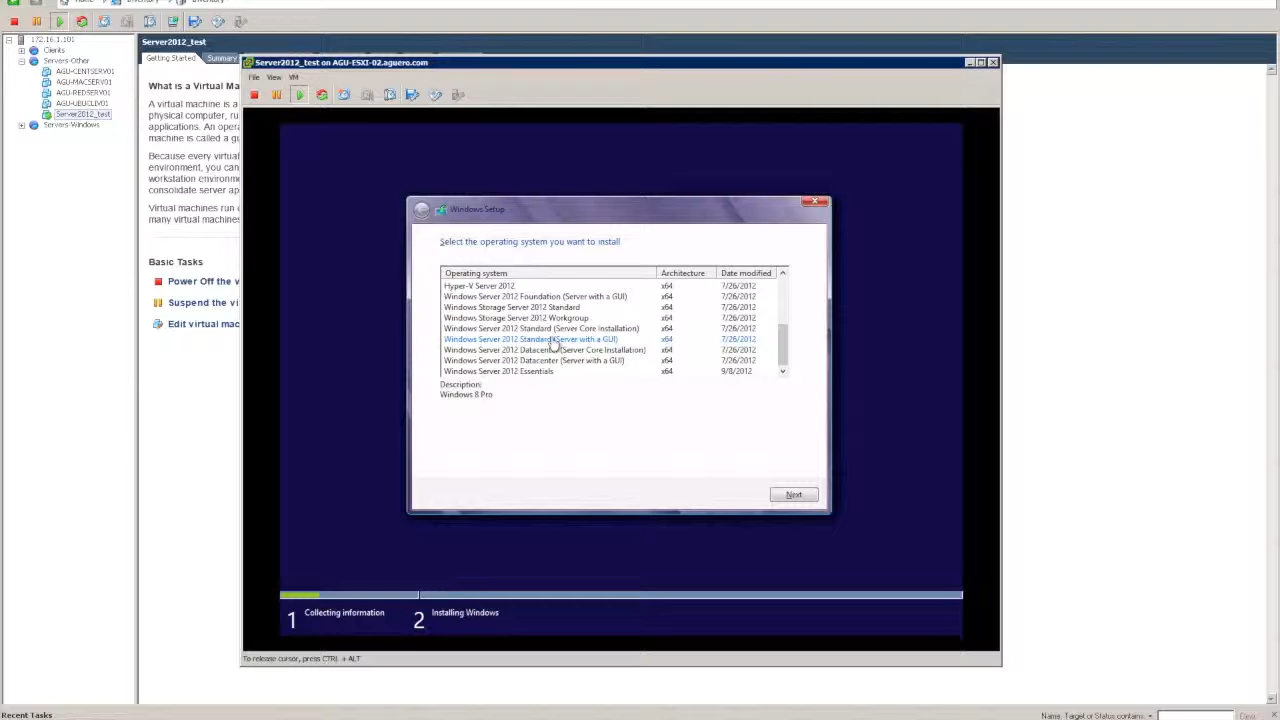 Home
Inventory
Inventory
172.16.1.101
Clients
Servers-Other
AGU-CENTSERV01
AGU-MACSERV01
AGU-REDSERV01
AGU-UBUCLIV01
Server2012_test
Servers-Windows
Server2012_test
Getting Started
Summary
What is a Virtual Ma
A virtual machine is a
physical computer, ru
applications. An opera
machine is called a gu
Because every virtual
environment, you can
workstation environme
consolidate server ap
Virtual machines run
many virtual machines
Basic Tasks
Power Off the v
Suspend the vi
Edit virtual mac
Server2012_test on AGU-ESXI-02.aguero.com
File View VM
Windows Setup
Select the operating system you want to install
Operating system Architecture Date modified
Hyper-V Server 2012 x64 7/26/2012
Windows Server 2012 Foundation (Server with a GUI) x64 7/26/2012
Windows Storage Server 2012 Standard x64 7/26/2012
Windows Storage Server 2012 Workgroup x64 7/26/2012
Windows Server 2012 Standard (Server Core Installation) x64 7/26/2012
Windows Server 2012 Standard (Server with a GUI) x64 7/26/2012
Windows Server 2012 Datacenter (Server Core Installation) x64 7/26/2012
Windows Server 2012 Datacenter (Server with a GUI) x64 7/26/2012
Windows Server 2012 Essentials x64 9/8/2012
Description:
Windows 8 Pro
Next
1 Collecting information 2 Installing Windows
To release cursor, press CTRL + ALT
Recent Tasks
Name, Target or Status contains:
Clear